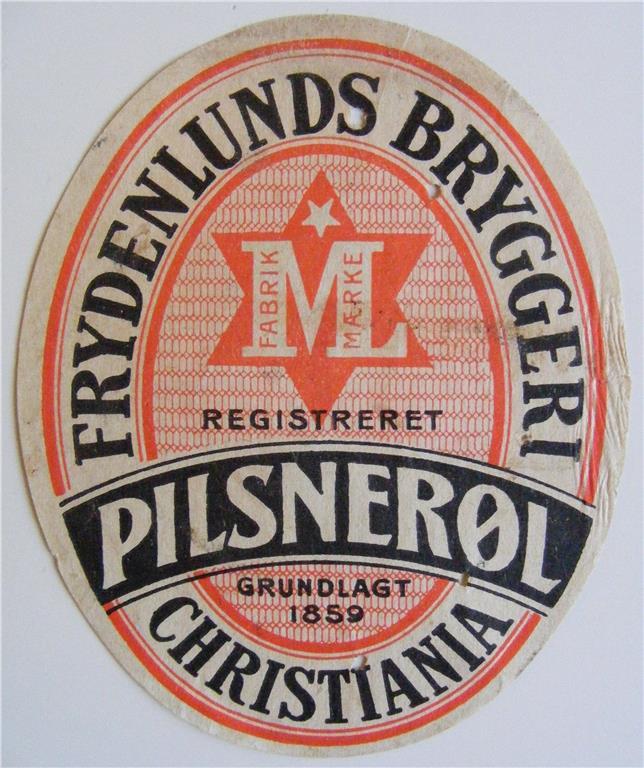 FRYDENLUNDS BRYGGERI
FABRIK
ML
MÆRKE
REGISTRERET
PILSNERØL
GRUNDLAGT
1859
CHRISTIANIA